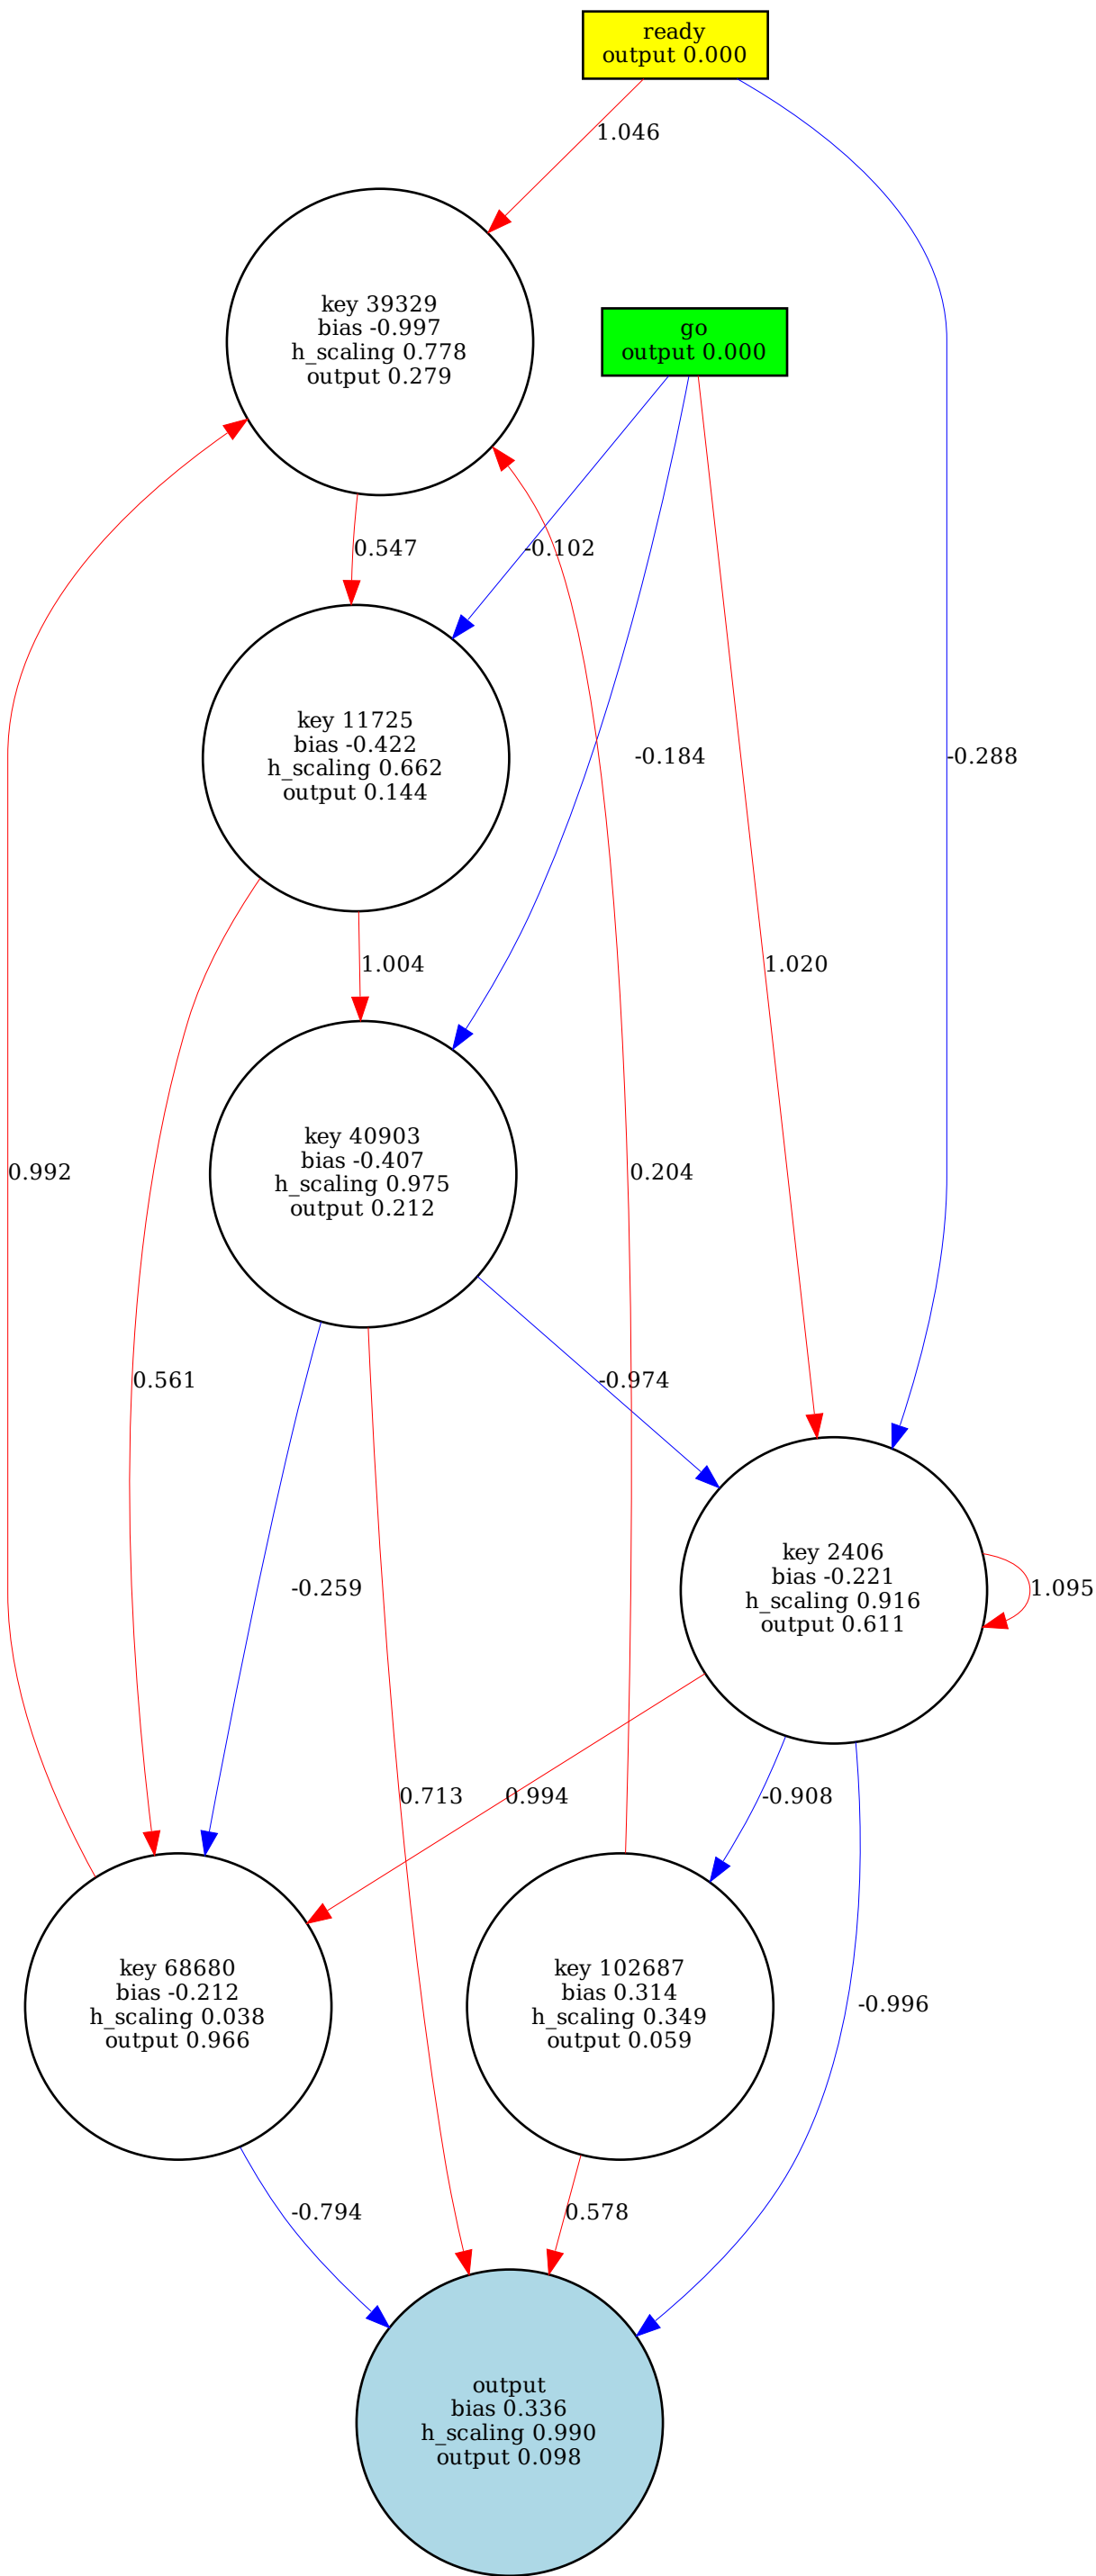 ready
output 0.000
1.046
key 39329
bias -0.997
h_scaling 0.778
output 0.279
go
output 0.000
0.547
-0.102
key 11725
bias -0.422
h_scaling 0.662
output 0.144
-0.184
-0.288
1.004
1.020
key 40903
bias -0.407
h_scaling 0.975
output 0.212
0.992
0.204
0.561
-0.974
key 2406
bias -0.221
h_scaling 0.916
output 0.611
-0.259
1.095
0.713
0.994
-0.908
key 68680
bias -0.212
h_scaling 0.038
output 0.966
key 102687
bias 0.314
h_scaling 0.349
output 0.059
-0.996
-0.794
0.578
output
bias 0.336
h_scaling 0.990
output 0.098